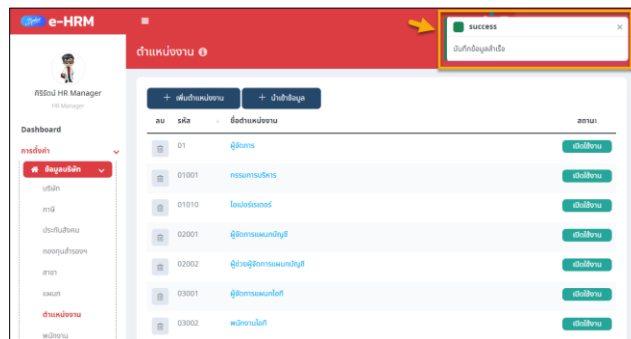 e-HRM
success
บันทึกข้อมูลสำเร็จ
ตำแหน่งงาน
ศิริรัตน์ HR Manager
HR Manager
Dashboard
การตั้งค่า
ข้อมูลบริษัท
บริษัท
ภาษี
ประกันสังคม
กองทุนสำรองฯ
สาขา
แผนก
ตำแหน่งงาน
พนักงาน
+ เพิ่มตำแหน่งงาน
+ นำเข้าข้อมูล
ลบ รหัส ชื่อตำแหน่งงาน สถานะ
01 ผู้จัดการ เปิดใช้งาน
01001 กรรมการบริหาร เปิดใช้งาน
01010 โอเปอร์เรเตอร์ เปิดใช้งาน
02001 ผู้จัดการแผนกบัญชี เปิดใช้งาน
02002 ผู้ช่วยผู้จัดการแผนกบัญชี เปิดใช้งาน
03001 ผู้จัดการแผนกไอที เปิดใช้งาน
03002 พนักงานไอที เปิดใช้งาน